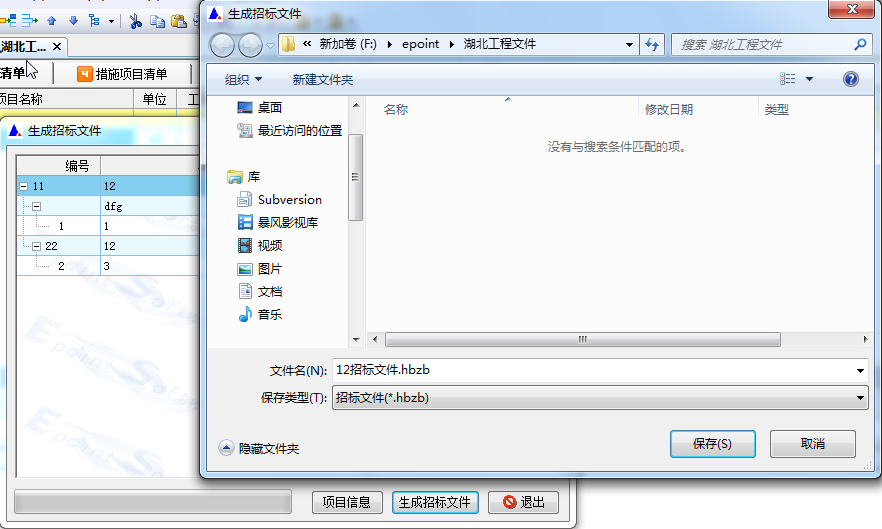 生成招标文件
« 新加卷 (F:) ▸ epoint ▸ 湖北工程文件
搜索 湖北工程文件
湖北工...
清单
4 措施项目清单
项目名称 单位 工
组织 新建文件夹
桌面
最近访问的位置
库
Subversion
暴风影视库
视频
图片
文档
音乐
名称 修改日期 类型
没有与搜索条件匹配的项。
文件名(N): 12招标文件.hbzb
保存类型(T): 招标文件(*.hbzb)
隐藏文件夹 保存(S) 取消
生成招标文件
编号
11 12
dfg
1 1
22 12
2 3
Epoint Software
Epoint Softw
Epoint Softw
项目信息 生成招标文件 退出